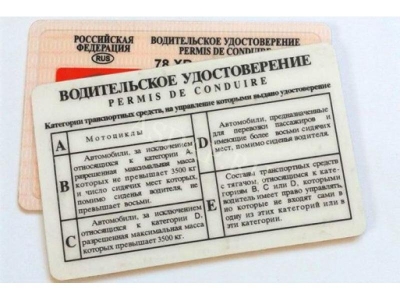 РОССИЙСКАЯ
ФЕДЕРАЦИЯ
RUS
ВОДИТЕЛЬСКОЕ УДОСТОВЕРЕНИЕ
PERMIS DE CONDUIRE
78
ВОДИТЕЛЬСКОЕ УДОСТОВЕРЕНИЕ
PERMIS DE CONDUIRE
Категории транспортных средств, на управление которыми выдано удостоверение
A
Мотоциклы
B
Автомобили, за исключением
относящихся к категории А,
разрешенная максимальная масса
которых не превышает 3500 кг
и число сидячих мест которых,
помимо сиденья водителя, не
превышает восьми.
C
Автомобили, за исключением
относящихся к категории D,
разрешенная максимальная масса
которых превышает 3500 кг.
D
Автомобили, предназначенные
для перевозки пассажиров и
имеющие более восьми сидячих
мест, помимо сиденья водителя.
E
Составы транспортных средств
с тягачом, относящимся к кате-
гориям B, C или D, которыми
водитель имеет право управлять,
но которые не входят сами в
одну из этих категорий или в
эти категории.